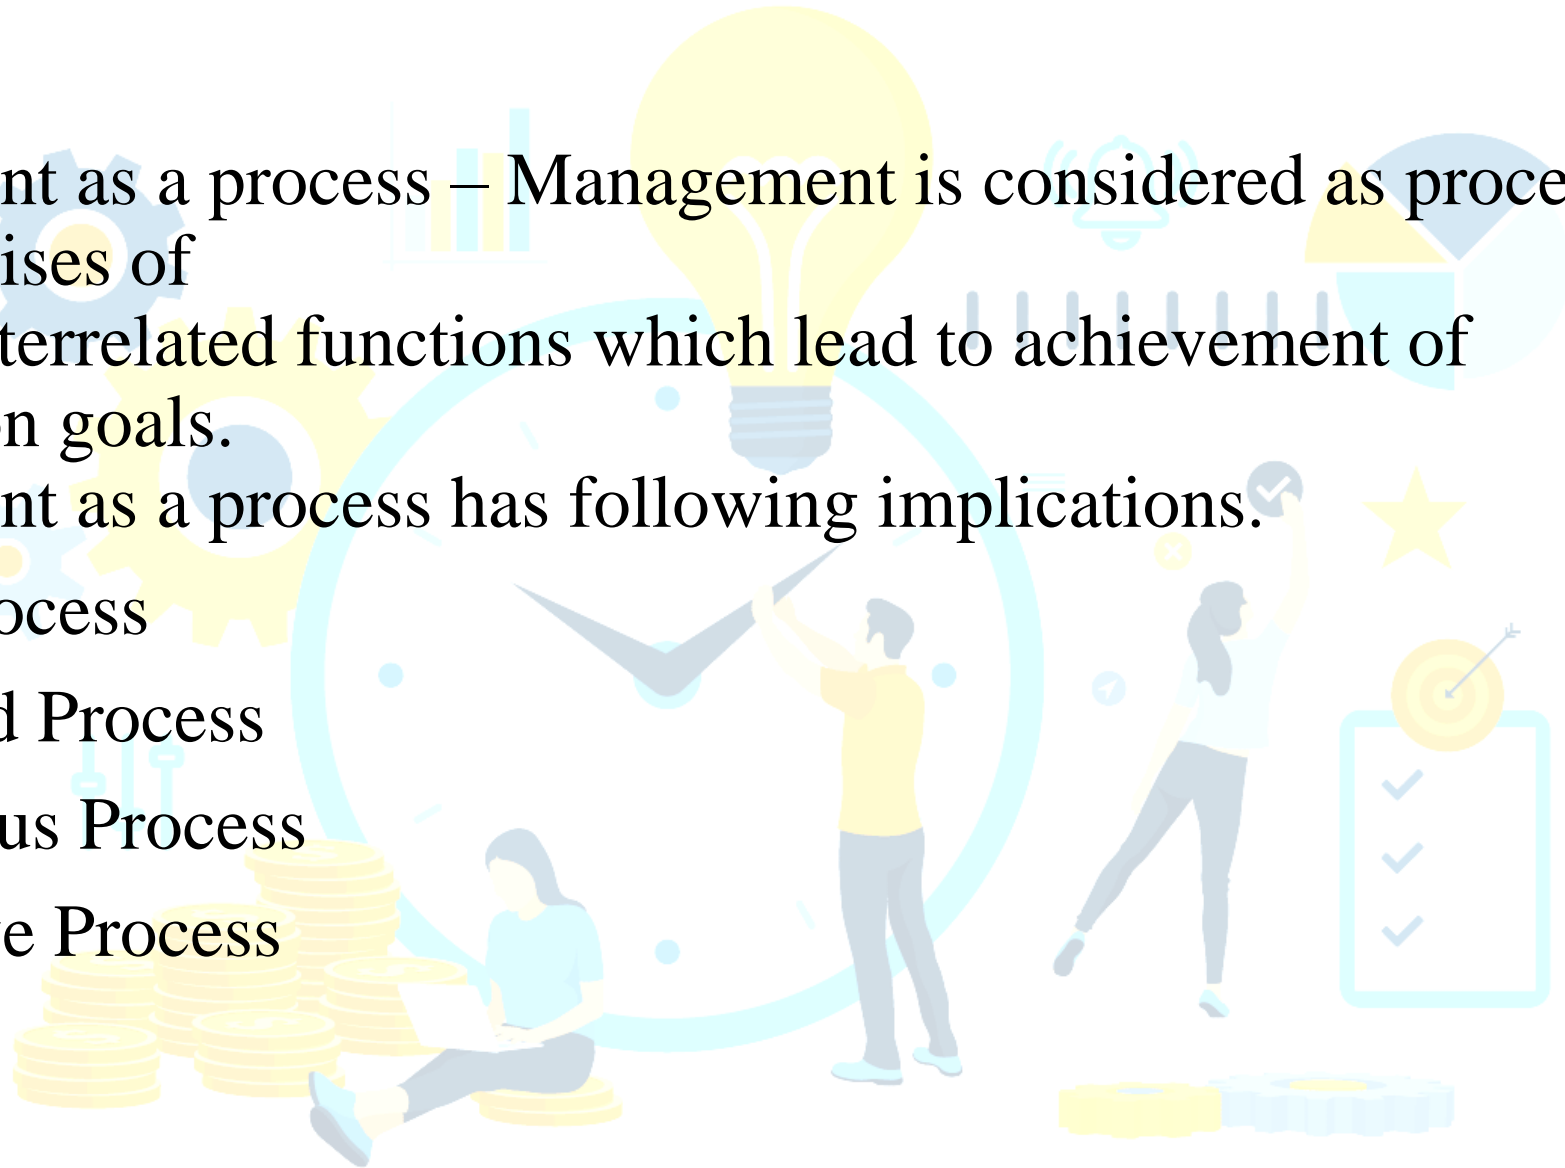 nt as a process – Management is considered as proce
ises of
terrelated functions which lead to achievement of
n goals.
nt as a process has following implications.
ocess
d Process
us Process
e Process